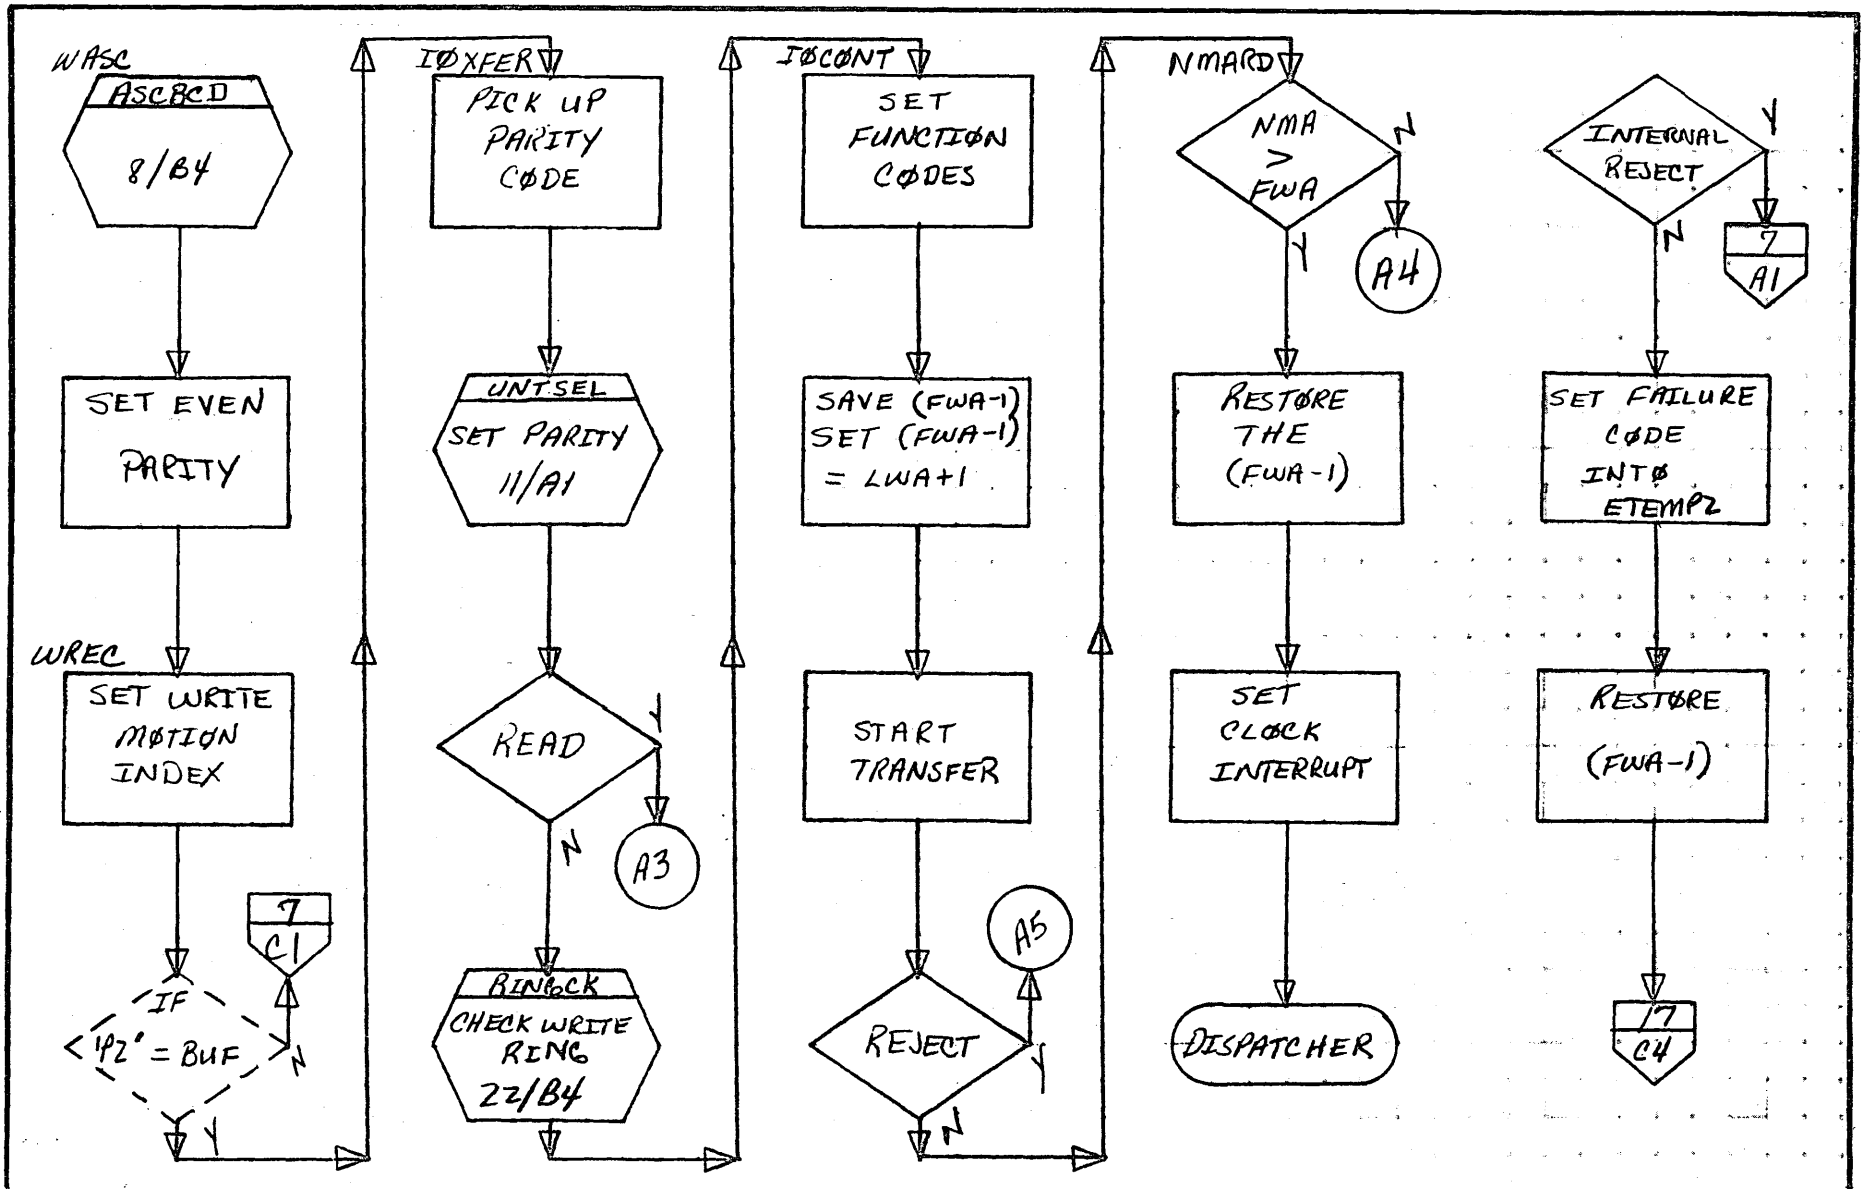 WASC
ASCBCD
8/B4
SET EVEN
PARITY
WREC
SET WRITE
MØTIØN
INDEX
7
C1
IF
'P2' = BUF
N
Y
IØXFER
PICK UP
PARITY
CØDE
UNTSEL
SET PARITY
11/A1
READ
Y
N
A3
RINGCK
CHECK WRITE
RING
22/B4
IØCØNT
SET
FUNCTIØN
CØDES
SAVE (FWA-1)
SET (FWA-1)
= LWA+1
START
TRANSFER
A5
REJECT
Y
N
NMARD
NMA
>
FWA
N
Y
A4
RESTØRE
THE
(FWA-1)
SET
CLØCK
INTERRUPT
DISPATCHER
INTERNAL
REJECT
Y
N
7
A1
SET FAILURE
CØDE
INTØ
ETEMP2
RESTØRE
(FWA-1)
17
C4